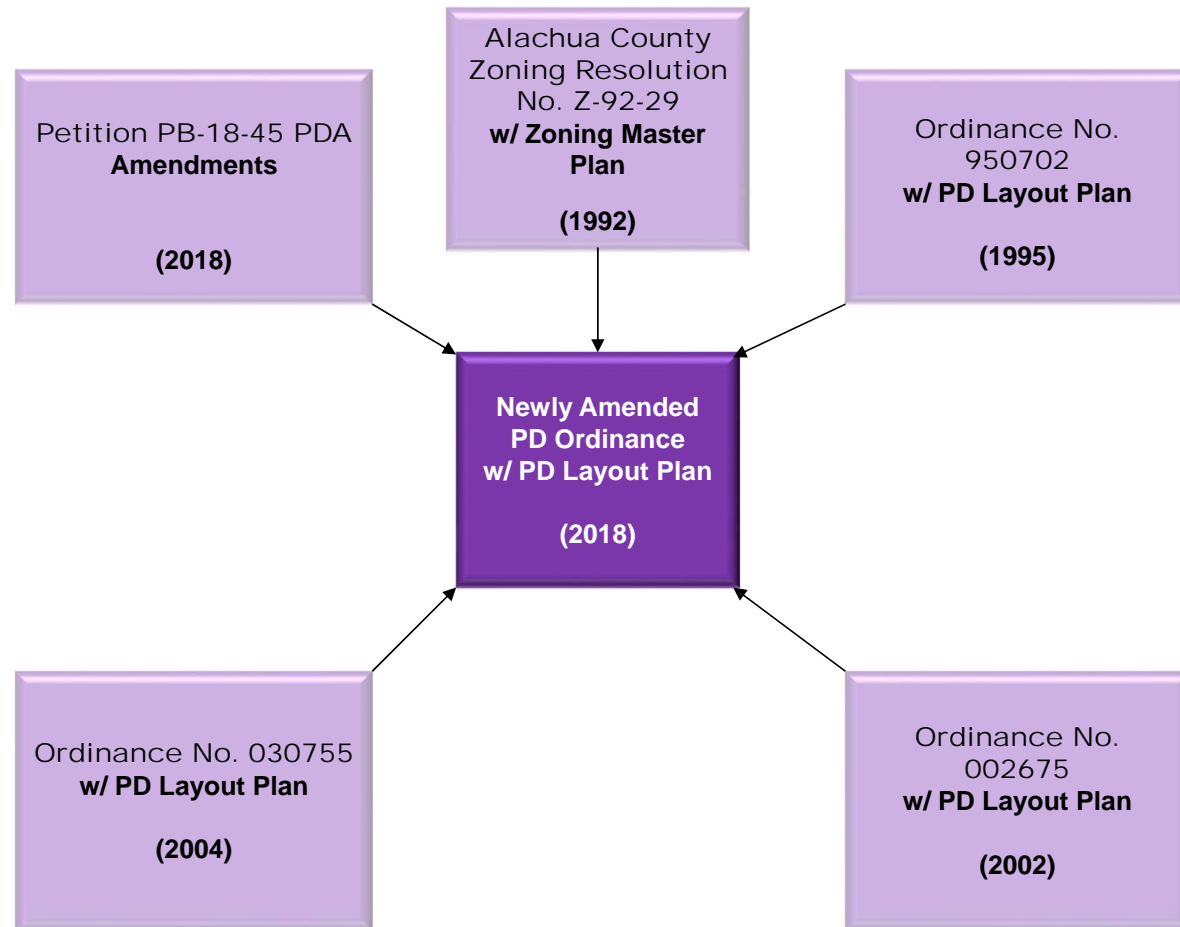 Petition PB-18-45 PDA
Amendments
(2018)
Alachua County
Zoning Resolution
No. Z-92-29
w/ Zoning Master
Plan
(1992)
Ordinance No.
950702
w/ PD Layout Plan
(1995)
Newly Amended
PD Ordinance
w/ PD Layout Plan
(2018)
Ordinance No. 030755
w/ PD Layout Plan
(2004)
Ordinance No.
002675
w/ PD Layout Plan
(2002)